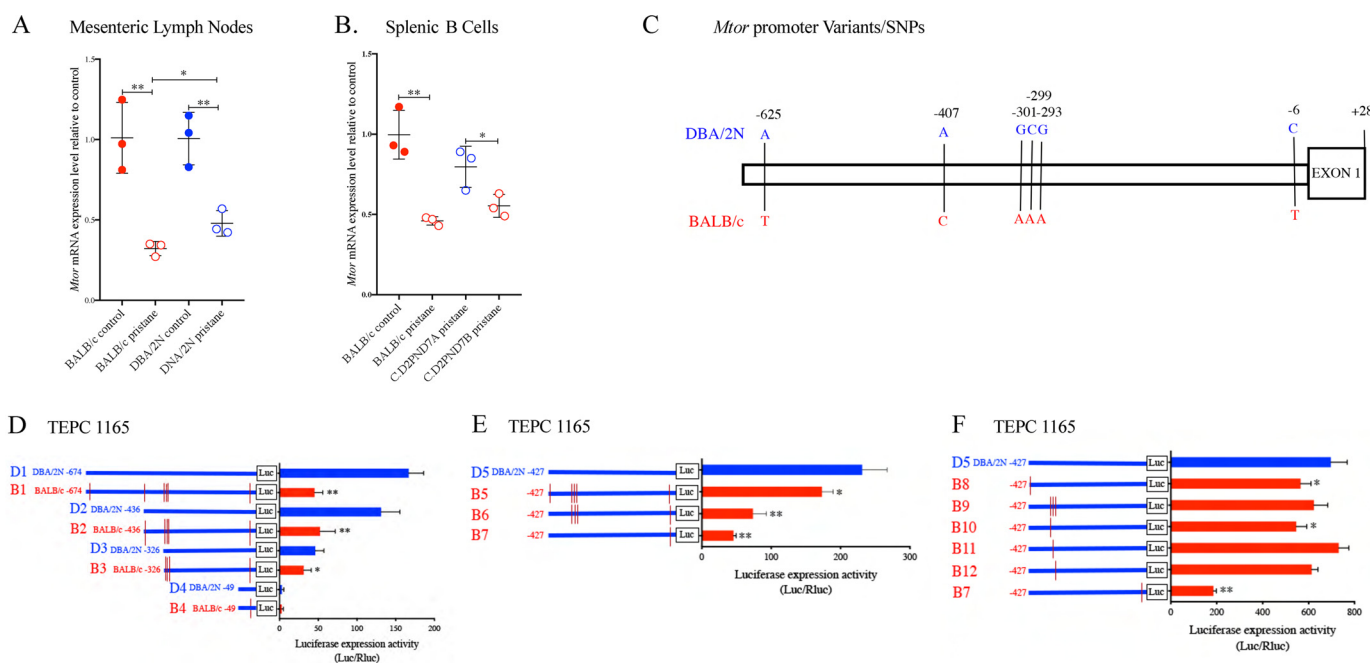 A Mesenteric Lymph Nodes
Mtor mRNA expression level relative to control
1.5
1.0
0.5
0.0
**
*
**
BALB/c control
BALB/c pristane
DBA/2N control
DNA/2N pristane
B. Splenic B Cells
Mtor mRNA expression level relative to control
1.5
1.0
0.5
0.0
**
*
BALB/c control
BALB/c pristane
C.D2PND7A pristane
C.D2PND7B pristane
C Mtor promoter Variants/SNPs
-299
-625 -407 -301 -293 -6 +28
DBA/2N A A G C G C
EXON 1
BALB/c T C A A A T
D TEPC 1165
D1 DBA/2N -674 Luc
B1 BALB/c -674 Luc **
D2 DBA/2N -436 Luc
B2 BALB/c -436 Luc **
D3 DBA/2N -326 Luc
B3 BALB/c -326 Luc *
D4 DBA/2N -49 Luc
B4 BALB/c -49 Luc
0 50 100 150 200
Luciferase expression activity
(Luc/Rluc)
E TEPC 1165
D5 DBA/2N -427 Luc
B5 -427 Luc *
B6 -427 Luc **
B7 -427 Luc **
0 100 200 300
Luciferase expression activity
(Luc/Rluc)
F TEPC 1165
D5 DBA/2N -427 Luc
B8 -427 Luc *
B9 -427 Luc
B10 -427 Luc *
B11 -427 Luc
B12 -427 Luc
B7 -427 Luc **
0 200 400 600 800
Luciferase expression activity
(Luc/Rluc)